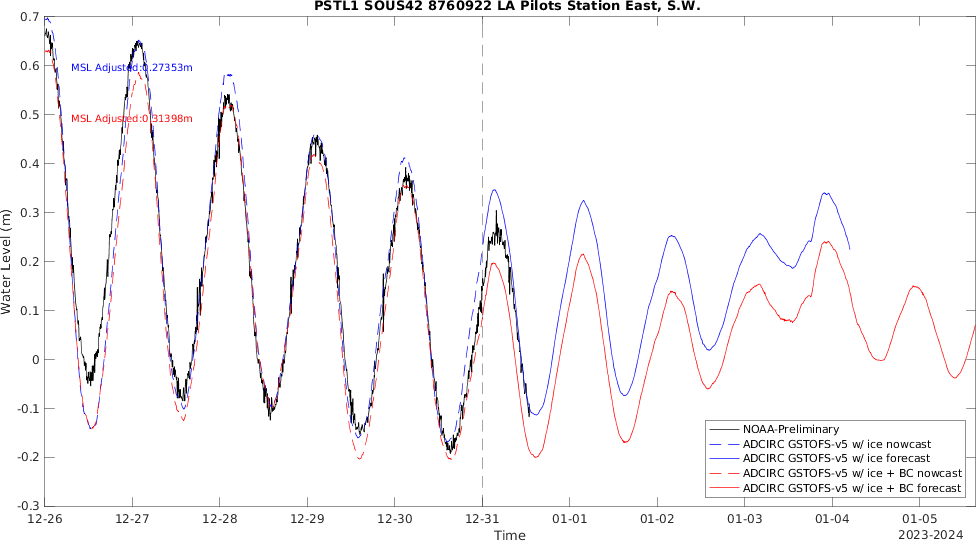 PSTL1 SOUS42 8760922 LA Pilots Station East, S.W.
0.7
0.6
0.5
0.4
0.3
0.2
0.1
0
-0.1
-0.2
-0.3
Water Level (m)
MSL Adjusted:0.27353m
MSL Adjusted:0.31398m
NOAA-Preliminary
ADCIRC GSTOFS-v5 w/ ice nowcast
ADCIRC GSTOFS-v5 w/ ice forecast
ADCIRC GSTOFS-v5 w/ ice + BC nowcast
ADCIRC GSTOFS-v5 w/ ice + BC forecast
12-26 12-27 12-28 12-29 12-30 12-31 01-01 01-02 01-03 01-04 01-05
Time
2023-2024